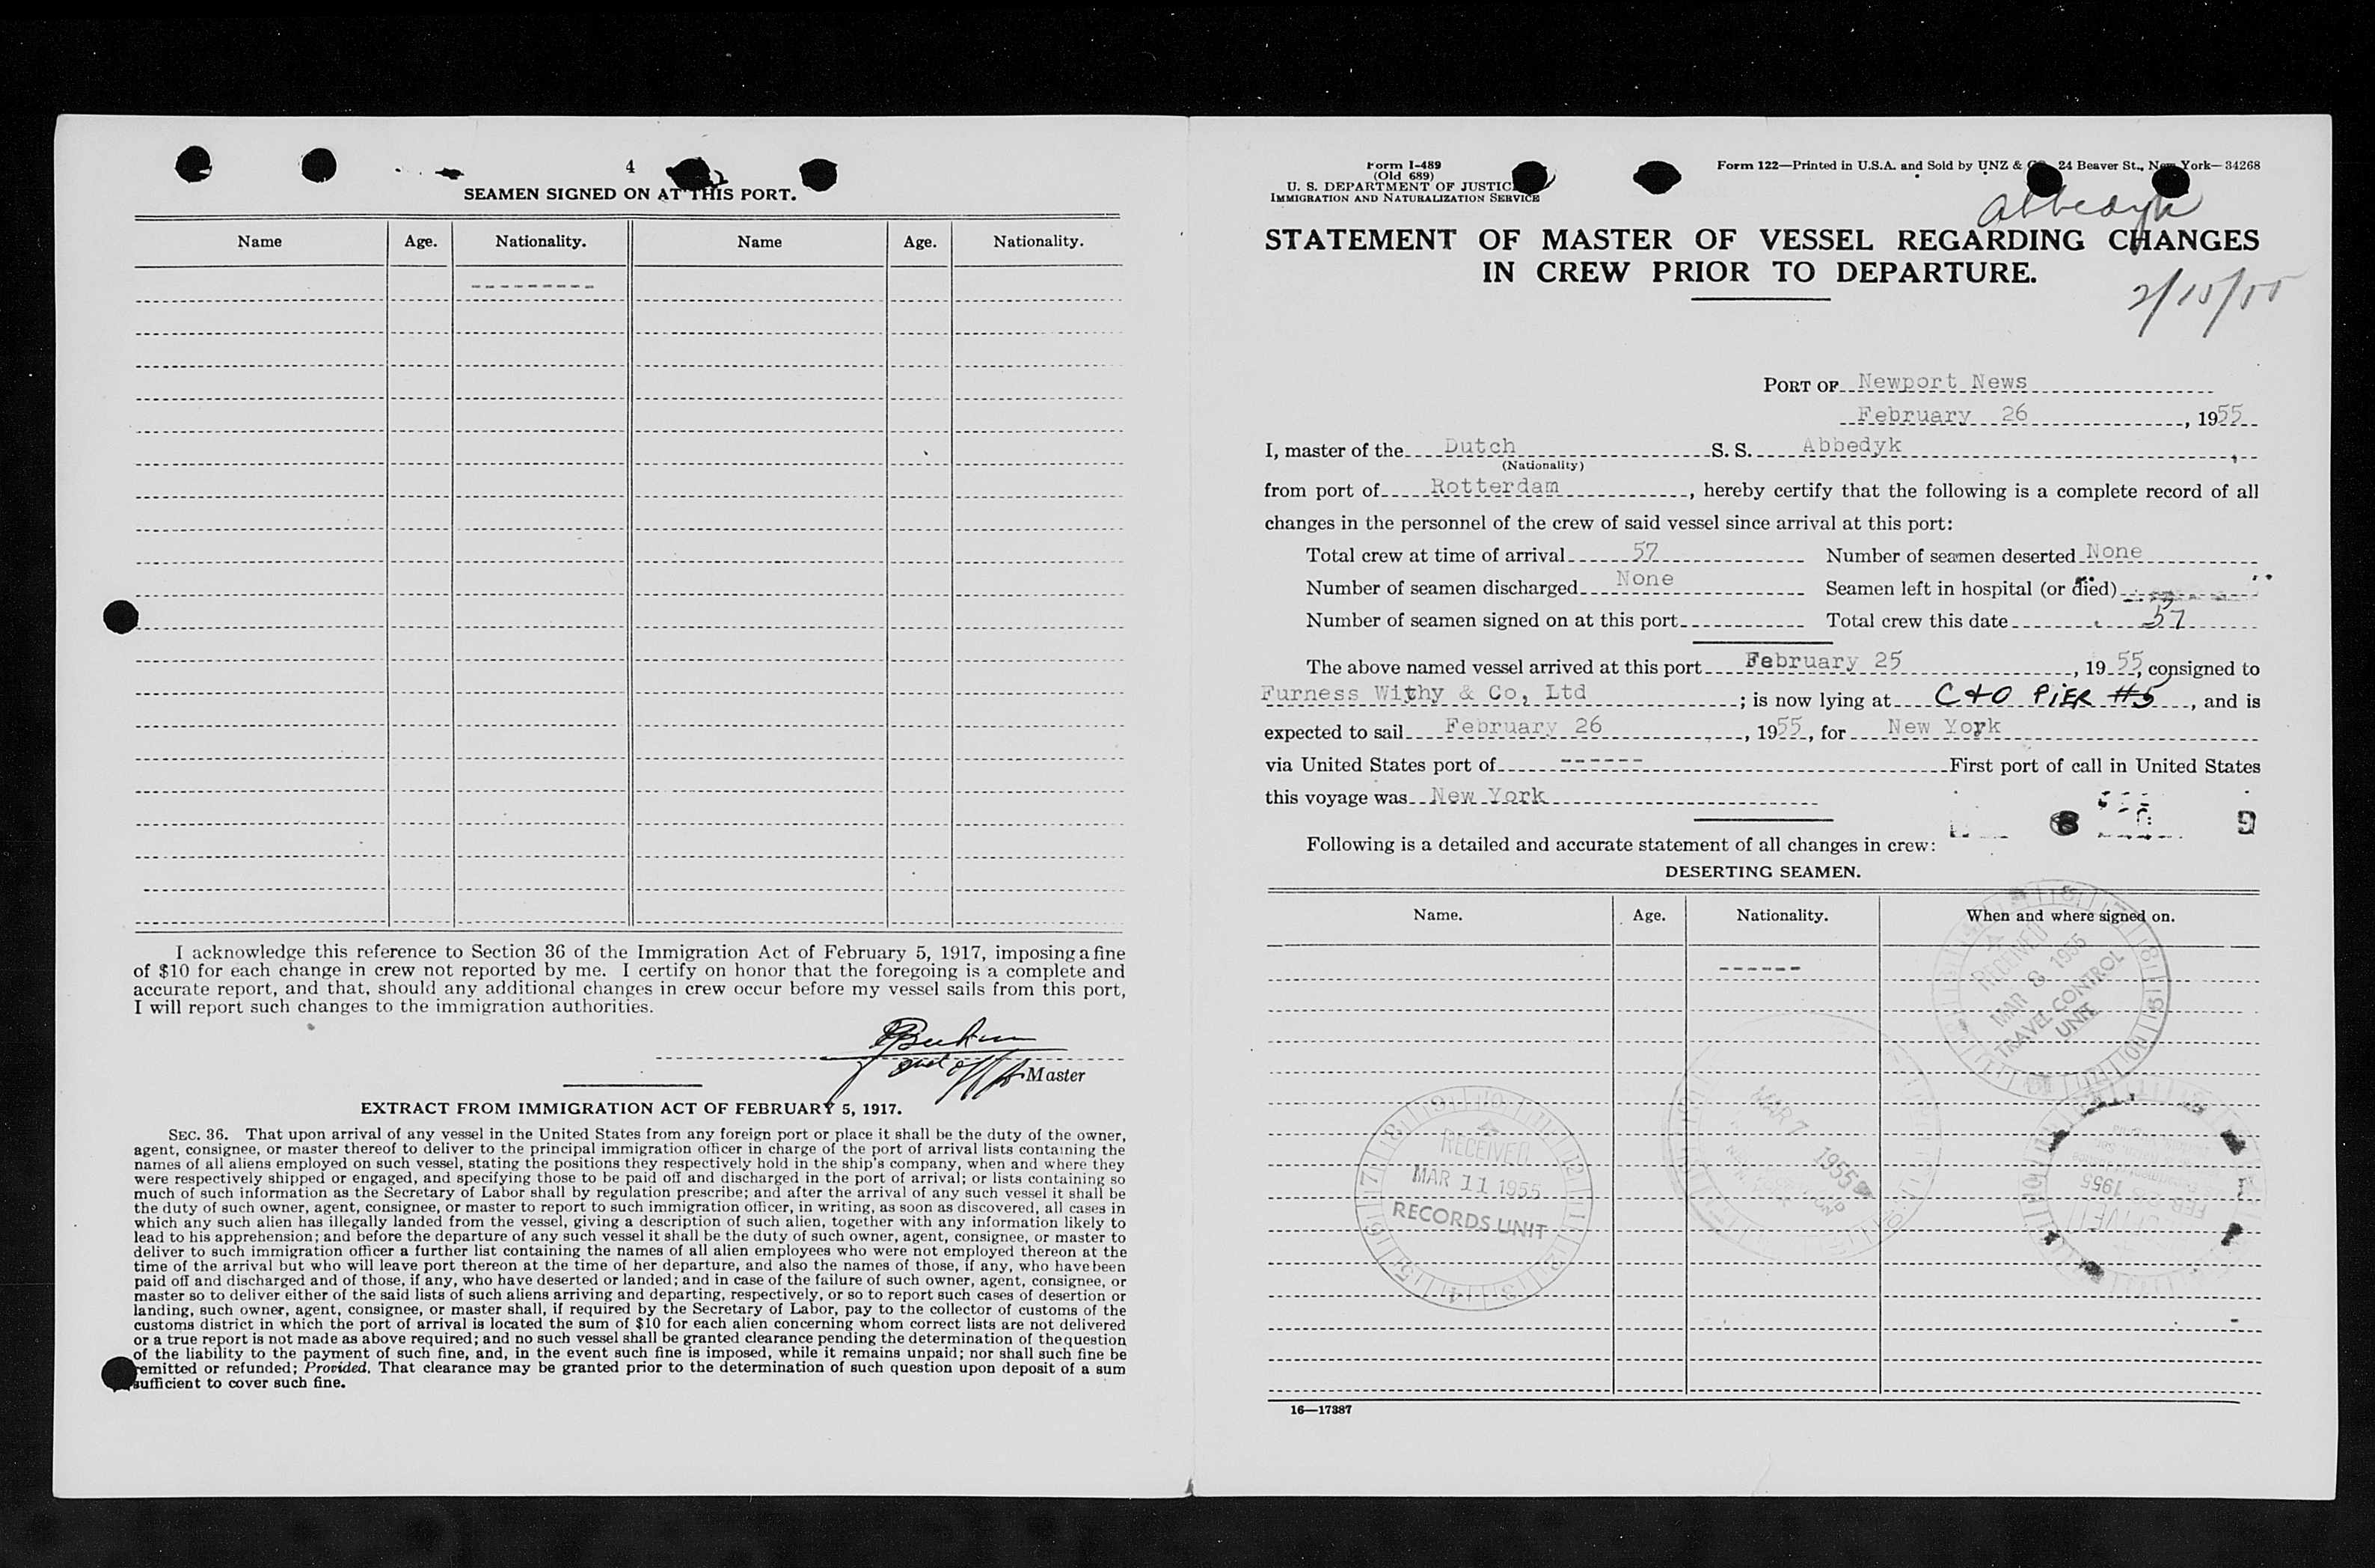 4
SEAMEN SIGNED ON AT THIS PORT.
Name Age. Nationality. Name Age. Nationality.
---------
I acknowledge this reference to Section 36 of the Immigration Act of February 5, 1917, imposing a fine
of $10 for each change in crew not reported by me. I certify on honor that the foregoing is a complete and
accurate report, and that, should any additional changes in crew occur before my vessel sails from this port,
I will report such changes to the immigration authorities.
Master
EXTRACT FROM IMMIGRATION ACT OF FEBRUARY 5, 1917.
SEC. 36. That upon arrival of any vessel in the United States from any foreign port or place it shall be the duty of the owner,
agent, consignee, or master thereof to deliver to the principal immigration officer in charge of the port of arrival lists containing the
names of all aliens employed on such vessel, stating the positions they respectively hold in the ship's company, when and where they
were respectively shipped or engaged, and specifying those to be paid off and discharged in the port of arrival; or lists containing so
much of such information as the Secretary of Labor shall by regulation prescribe; and after the arrival of any such vessel it shall be
the duty of such owner, agent, consignee, or master to report to such immigration officer, in writing, as soon as discovered, all cases in
which any such alien has illegally landed from the vessel, giving a description of such alien, together with any information likely to
lead to his apprehension; and before the departure of any such vessel it shall be the duty of such owner, agent, consignee, or master to
deliver to such immigration officer a further list containing the names of all alien employees who were not employed thereon at the
time of the arrival but who will leave port thereon at the time of her departure, and also the names of those, if any, who have been
paid off and discharged and of those, if any, who have deserted or landed; and in case of the failure of such owner, agent, consignee, or
master so to deliver either of the said lists of such aliens arriving and departing, respectively, or so to report such cases of desertion or
landing, such owner, agent, consignee, or master shall, if required by the Secretary of Labor, pay to the collector of customs of the
customs district in which the port of arrival is located the sum of $10 for each alien concerning whom correct lists are not delivered
or a true report is not made as above required; and no such vessel shall be granted clearance pending the determination of the question
of the liability to the payment of such fine, and, in the event such fine is imposed, while it remains unpaid; nor shall such fine be
remitted or refunded; Provided, That clearance may be granted prior to the determination of such question upon deposit of a sum
sufficient to cover such fine.
Form I-489
(Old 689)
U. S. DEPARTMENT OF JUSTICE
IMMIGRATION AND NATURALIZATION SERVICE
Form 122—Printed in U.S.A. and Sold by UNZ & CO. 24 Beaver St., New York—34268
Abbedyk
STATEMENT OF MASTER OF VESSEL REGARDING CHANGES
IN CREW PRIOR TO DEPARTURE.
2/15/55
PORT OF Newport News
February 26, 1955
I, master of the Dutch S. S. Abbedyk,
(Nationality)
from port of Rotterdam, hereby certify that the following is a complete record of all
changes in the personnel of the crew of said vessel since arrival at this port:
Total crew at time of arrival 57 Number of seamen deserted None
Number of seamen discharged None Seamen left in hospital (or died)
Number of seamen signed on at this port Total crew this date 57
The above named vessel arrived at this port February 25, 1955, consigned to
Furness Withy & Co, Ltd; is now lying at C & O PIER #5, and is
expected to sail February 26, 1955, for New York
via United States port of ------ First port of call in United States
this voyage was New York
Following is a detailed and accurate statement of all changes in crew:
DESERTING SEAMEN.
Name. Age. Nationality. When and where signed on.
------
RECEIVED
MAR 8 1955
TRAVEL CONTROL
UNIT
MAR 7 1955
RECEIVED
MAR 11 1955
RECORDS UNIT
FEB 28 1955
16—17387